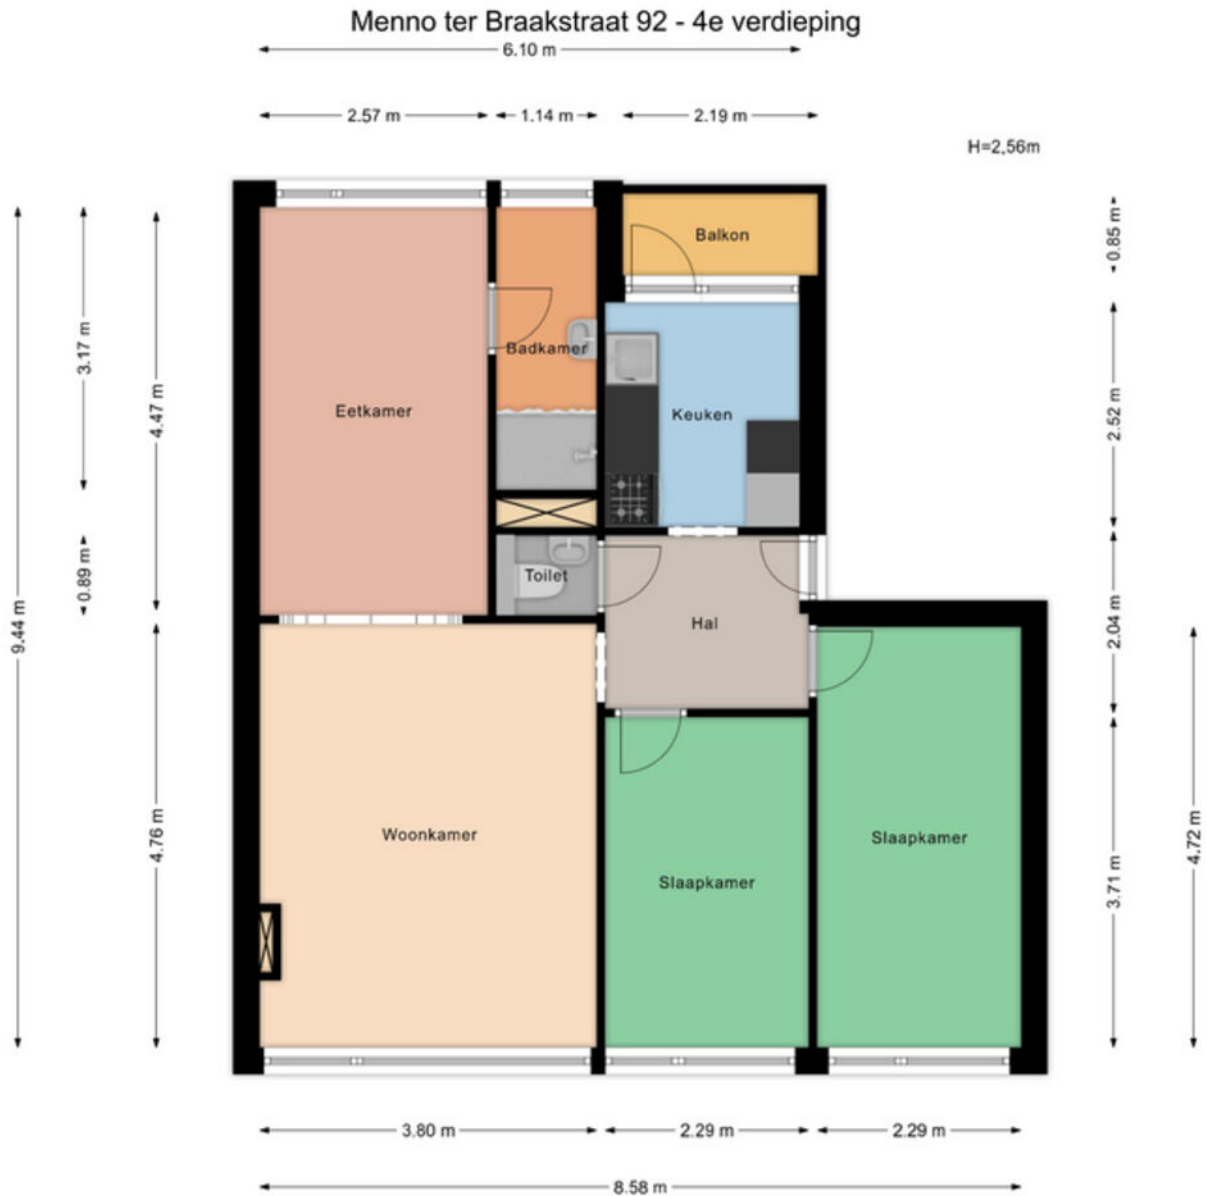 Menno ter Braakstraat 92 - 4e verdieping
6.10 m
2.57 m
1.14 m
2.19 m
H=2,56m
Balkon
0.85 m
3.17 m
Badkamer
4.47 m
Eetkamer
Keuken
2.52 m
0.89 m
Toilet
Hal
9.44 m
2.04 m
4.76 m
Woonkamer
Slaapkamer
Slaapkamer
3.71 m
4.72 m
3.80 m
2.29 m
2.29 m
8.58 m